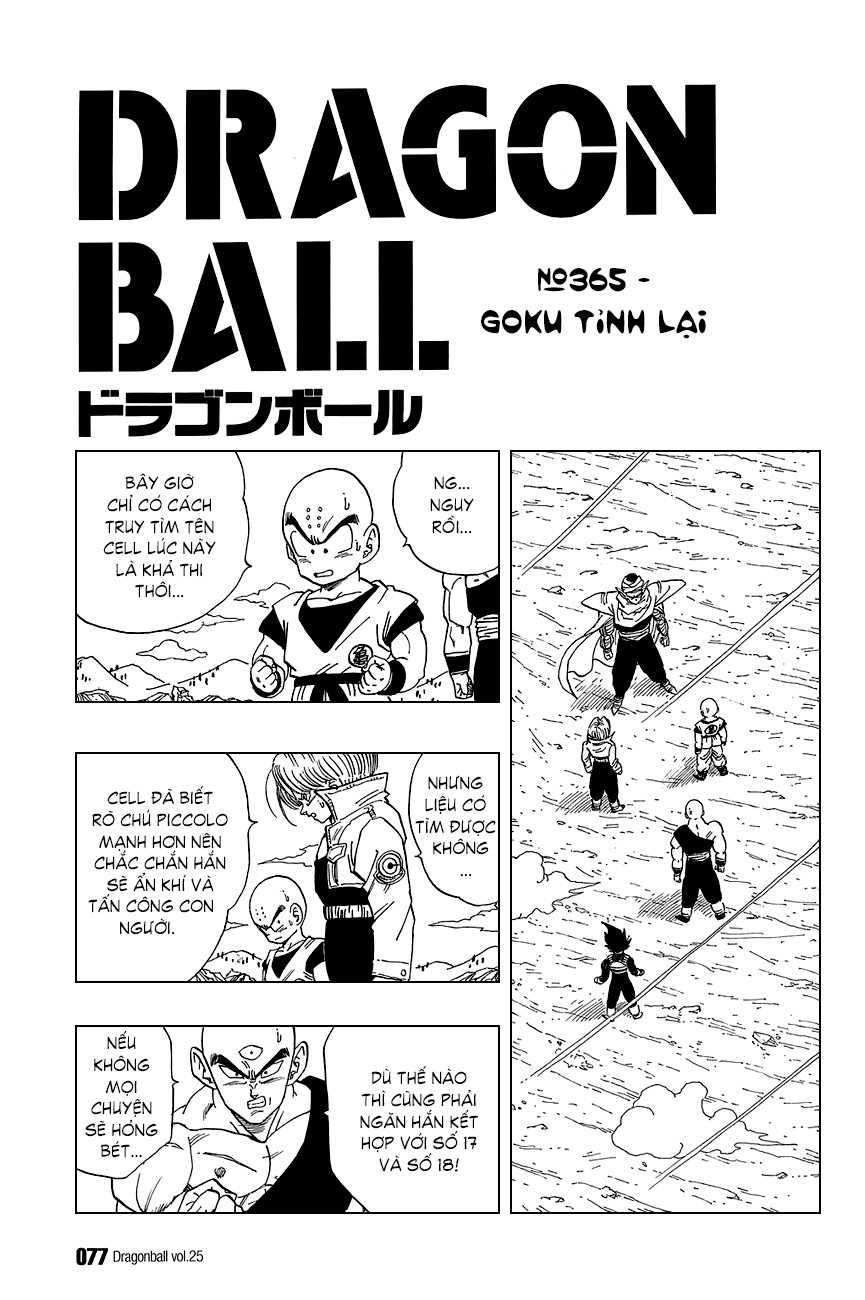 DRAGON
BALL
ドラゴンボール
№365 -
GOKU TỈNH LẠI
NG...
NGUY
RỒI...
BÂY GIỜ
CHỈ CÓ CÁCH
TRUY TÌM TÊN
CELL LÚC NÀY
LÀ KHẢ THI
THÔI...
NHƯNG
LIỆU CÓ
TÌM ĐƯỢC
KHÔNG
...
CELL ĐÃ BIẾT
RÕ CHÚ PICCOLO
MẠNH HƠN NÊN
CHẮC CHẮN HẮN
SẼ ẨN KHÍ VÀ
TẤN CÔNG CON
NGƯỜI.
DÙ THẾ NÀO
THÌ CŨNG PHẢI
NGĂN HẮN KẾT
HỢP VỚI SỐ 17
VÀ SỐ 18!
NẾU
KHÔNG
MỌI
CHUYỆN
SẼ HỎNG
BÉT...
077 Dragonball vol.25